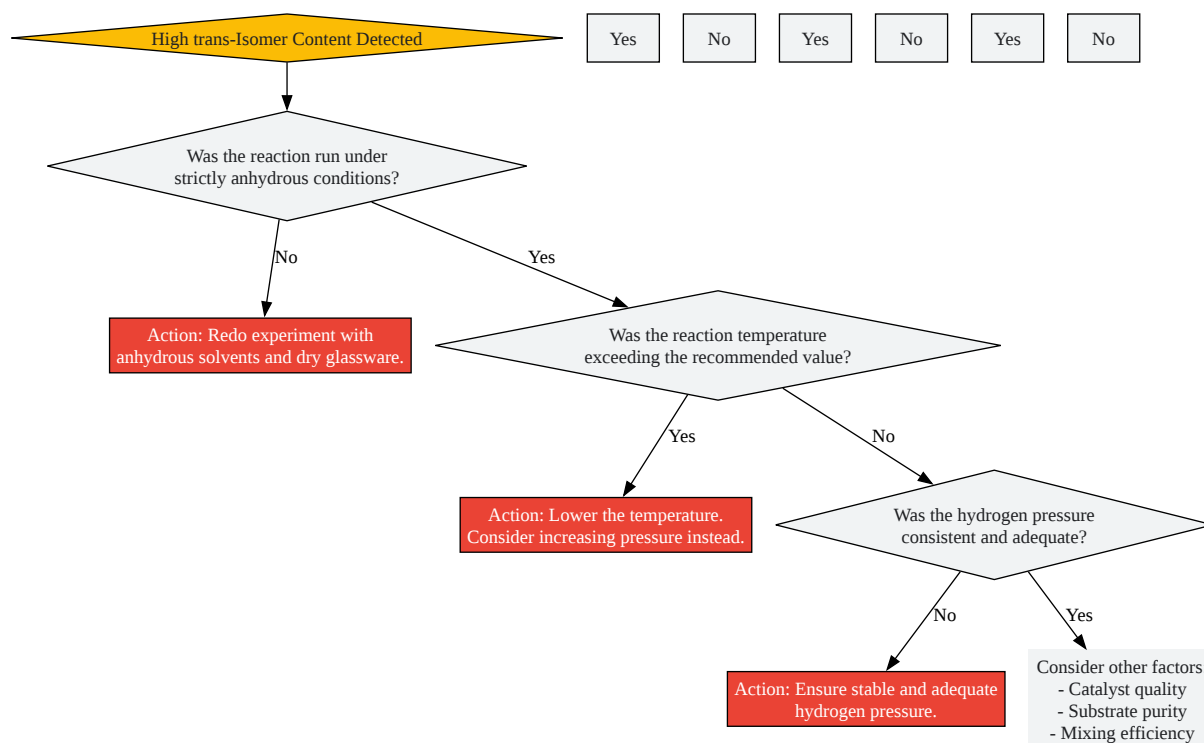 High trans-Isomer Content Detected
Yes
No
Yes
No
Yes
No
Was the reaction run under
strictly anhydrous conditions?
No
Yes
Action: Redo experiment with
anhydrous solvents and dry glassware.
Was the reaction temperature
exceeding the recommended value?
Yes
No
Action: Lower the temperature.
Consider increasing pressure instead.
Was the hydrogen pressure
consistent and adequate?
No
Yes
Action: Ensure stable and adequate
hydrogen pressure.
Consider other factors
- Catalyst quality
- Substrate purity
- Mixing efficiency